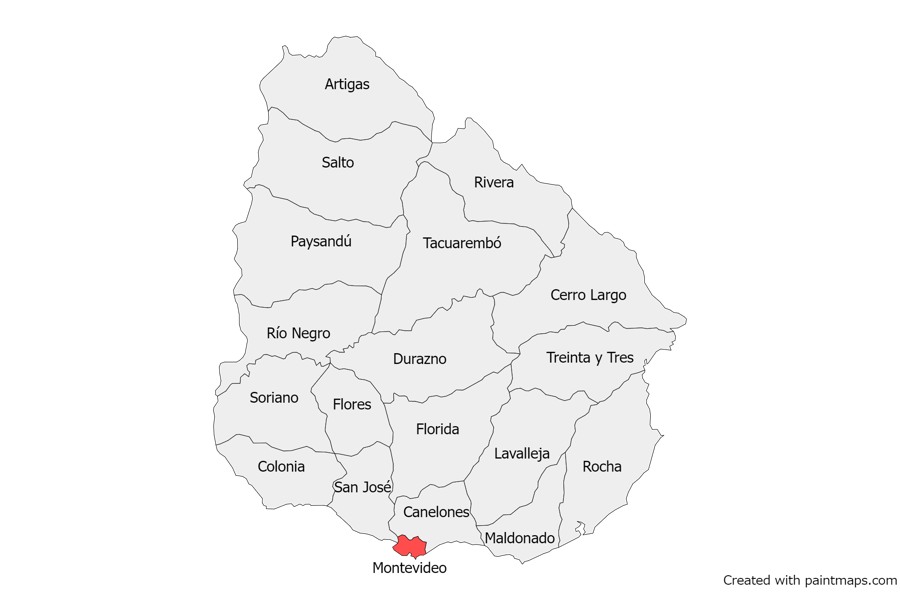 Artigas
Salto
Rivera
Paysandú
Tacuarembó
Cerro Largo
Río Negro
Durazno
Treinta y Tres
Soriano
Flores
Florida
Lavalleja
Colonia
Rocha
San José
Canelones
Maldonado
Montevideo
Created with paintmaps.com